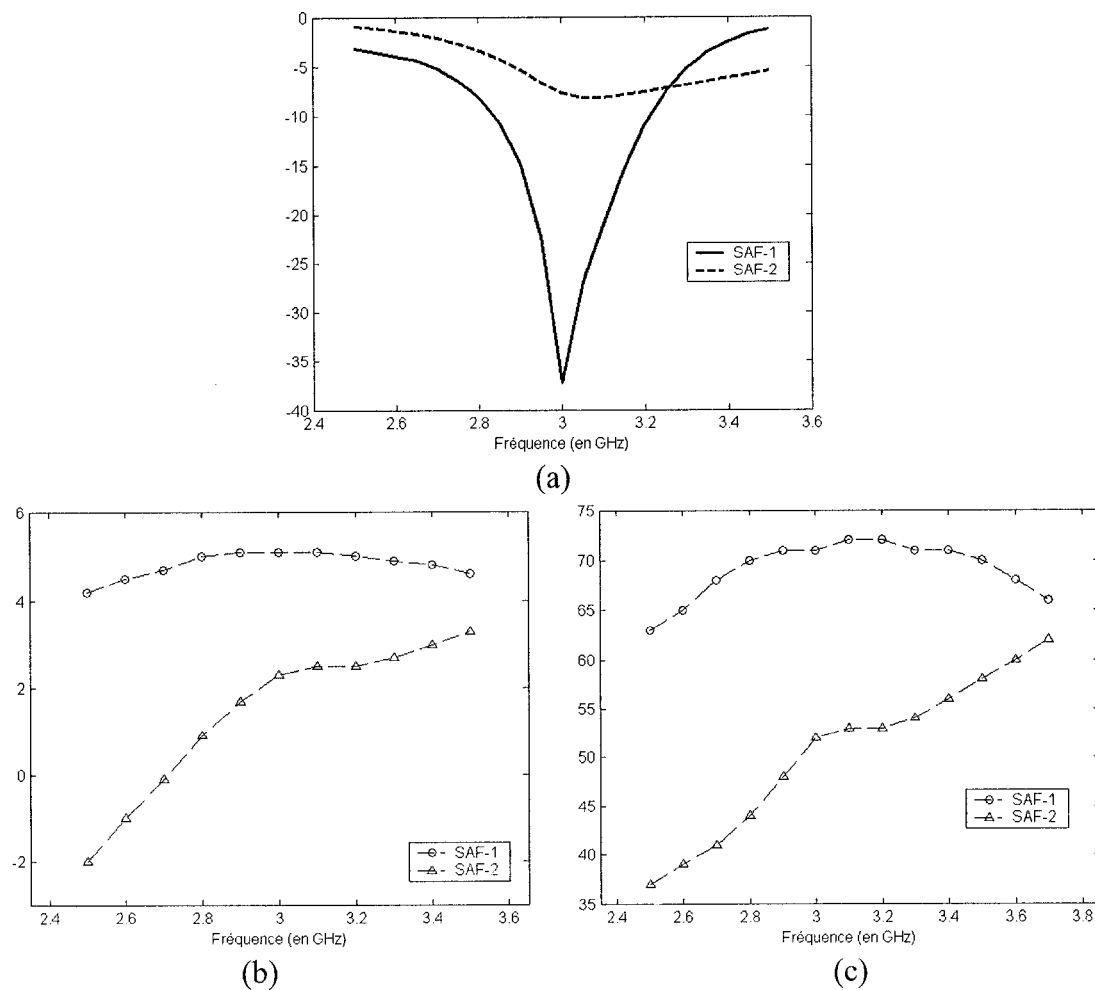 0
-5
-10
-15
-20
-25
-30
-35
-40
SAF-1
SAF-2
2.4 2.6 2.8 3 3.2 3.4 3.6
Fréquence (en GHz)
(a)
6
4
2
0
-2
SAF-1
SAF-2
2.4 2.6 2.8 3 3.2 3.4 3.6
Fréquence (en GHz)
(b)
75
70
65
60
55
50
45
40
35
SAF-1
SAF-2
2.4 2.6 2.8 3 3.2 3.4 3.6 3.8
Fréquence (en GHz)
(c)